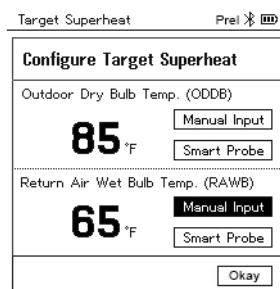 Target Superheat Prel
Configure Target Superheat
Outdoor Dry Bulb Temp. (ODDB)
85 °F
Manual Input
Smart Probe
Return Air Wet Bulb Temp. (RAWB)
65 °F
Manual Input
Smart Probe
Okay